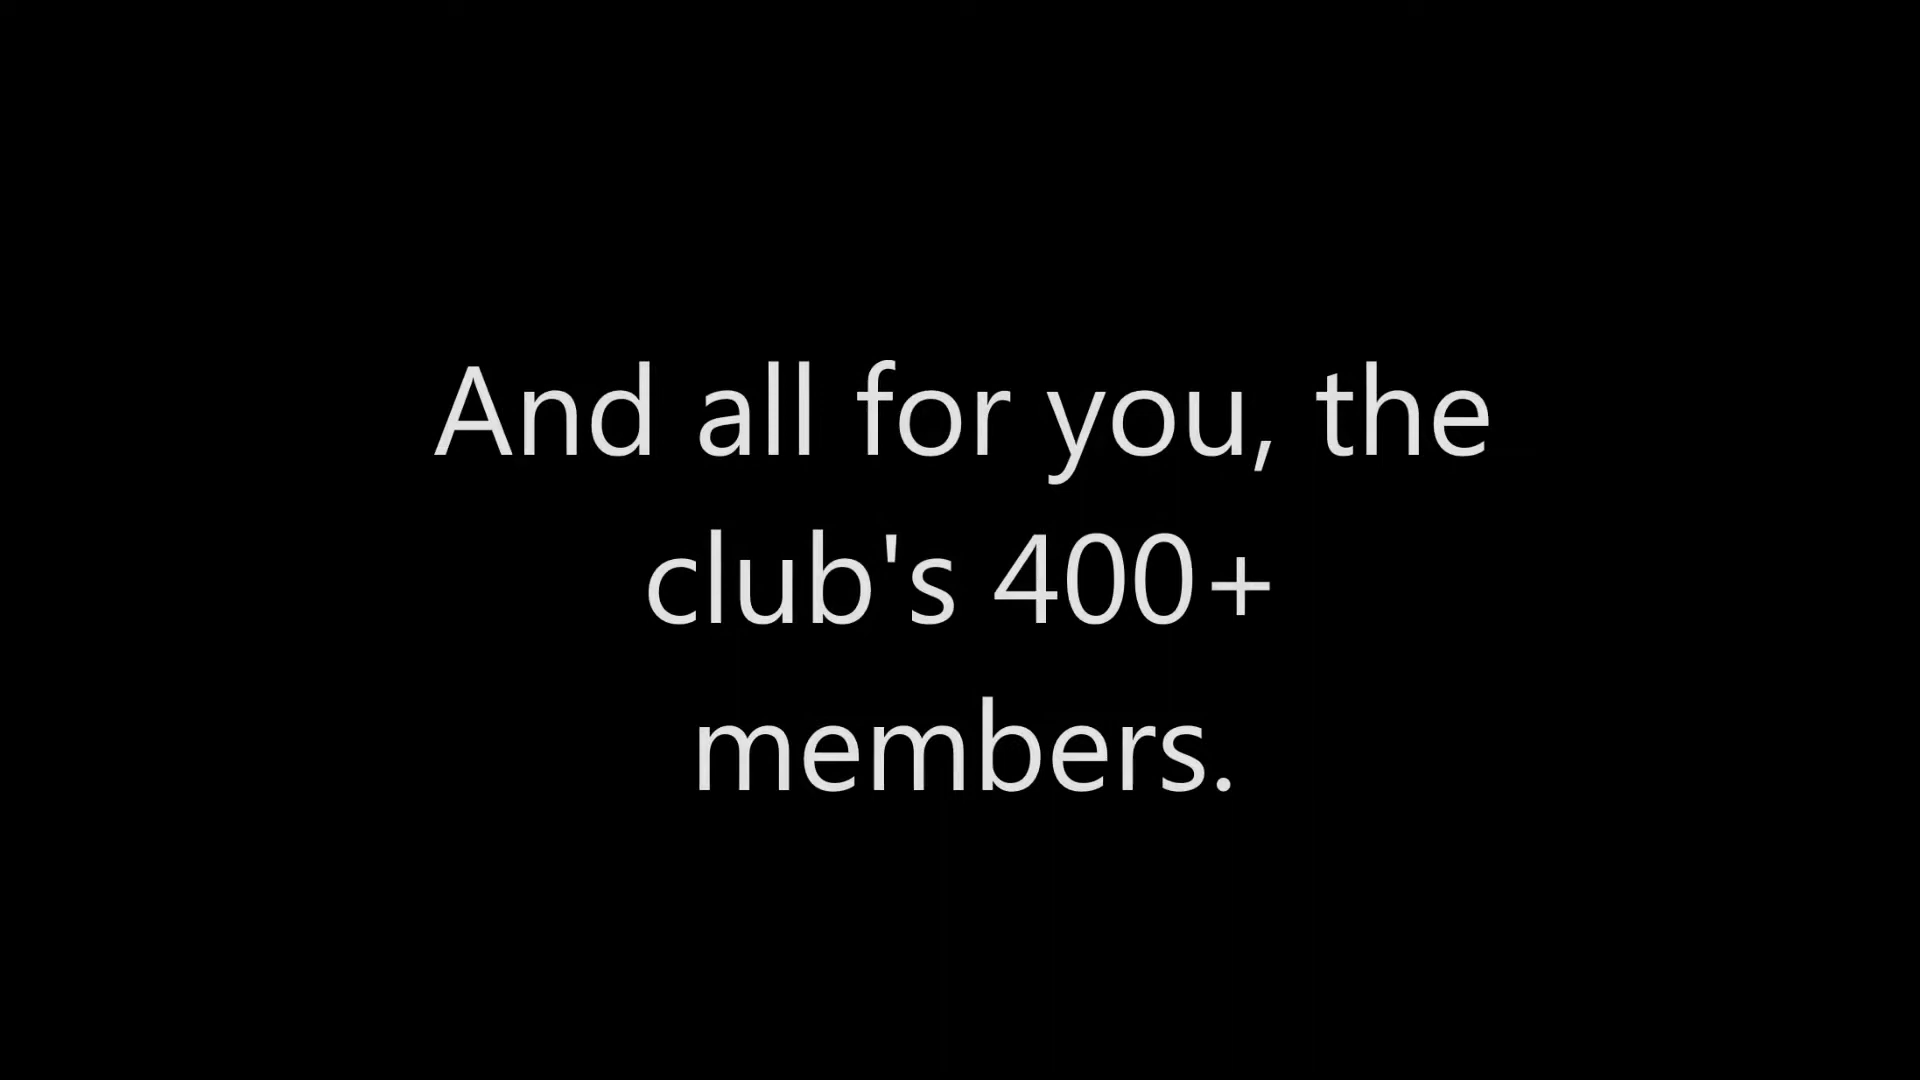 And all for you, the
club's 400+
members.